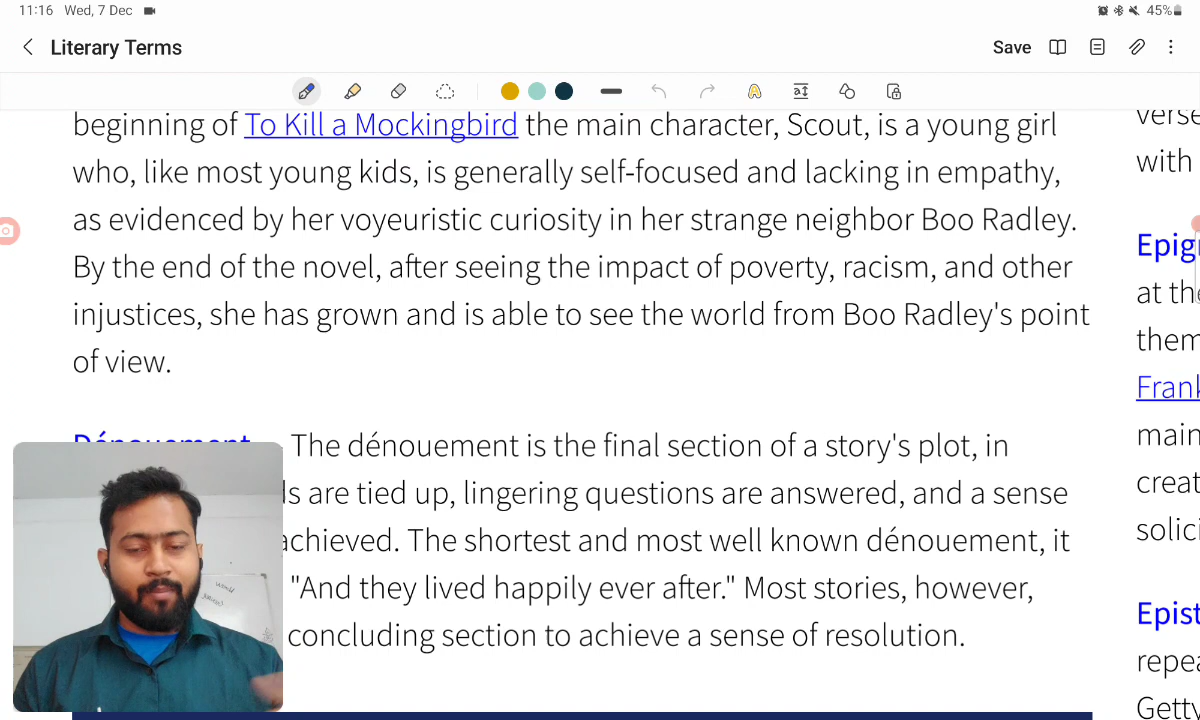 11:16 Wed, 7 Dec
45%
Literary Terms
Save
beginning of To Kill a Mockingbird the main character, Scout, is a young girl
who, like most young kids, is generally self-focused and lacking in empathy,
as evidenced by her voyeuristic curiosity in her strange neighbor Boo Radley.
By the end of the novel, after seeing the impact of poverty, racism, and other
injustices, she has grown and is able to see the world from Boo Radley's point
of view.
Dénouement The dénouement is the final section of a story's plot, in
ls are tied up, lingering questions are answered, and a sense
achieved. The shortest and most well known dénouement, it
"And they lived happily ever after." Most stories, however,
concluding section to achieve a sense of resolution.
verse
with
Epig
at the
them
Frank
main
creat
solici
Epist
repea
Getty